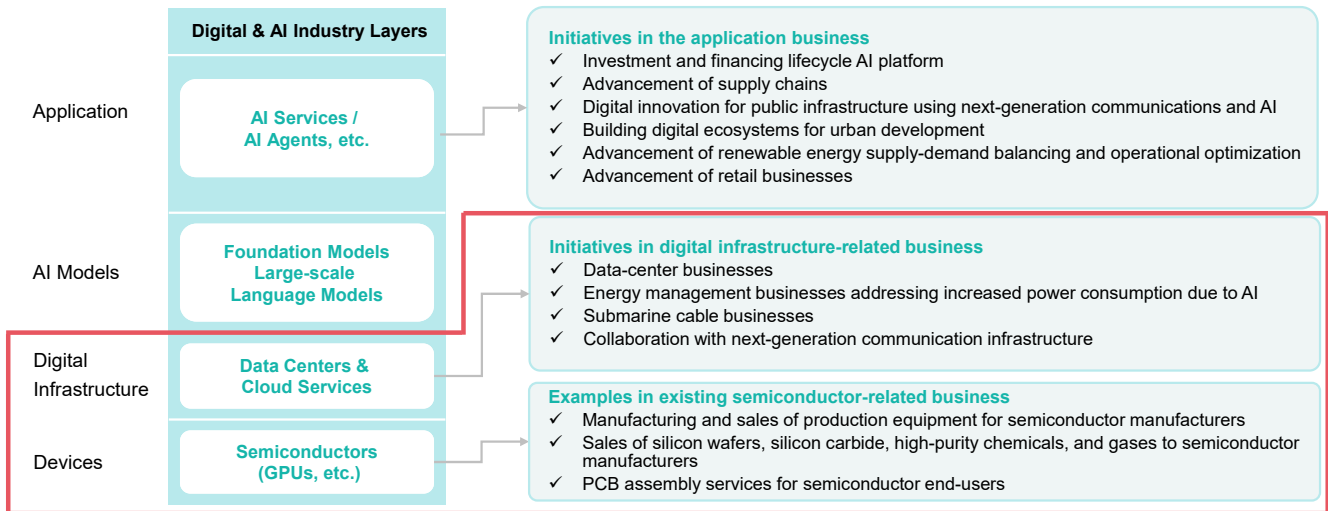 Digital & AI Industry Layers
Application
AI Services /
AI Agents, etc.
Initiatives in the application business
✓ Investment and financing lifecycle AI platform
✓ Advancement of supply chains
✓ Digital innovation for public infrastructure using next-generation communications and AI
✓ Building digital ecosystems for urban development
✓ Advancement of renewable energy supply-demand balancing and operational optimization
✓ Advancement of retail businesses
AI Models
Foundation Models
Large-scale
Language Models
Initiatives in digital infrastructure-related business
✓ Data-center businesses
✓ Energy management businesses addressing increased power consumption due to AI
✓ Submarine cable businesses
✓ Collaboration with next-generation communication infrastructure
Digital
Infrastructure
Data Centers &
Cloud Services
Devices
Semiconductors
(GPUs, etc.)
Examples in existing semiconductor-related business
✓ Manufacturing and sales of production equipment for semiconductor manufacturers
✓ Sales of silicon wafers, silicon carbide, high-purity chemicals, and gases to semiconductor
manufacturers
✓ PCB assembly services for semiconductor end-users